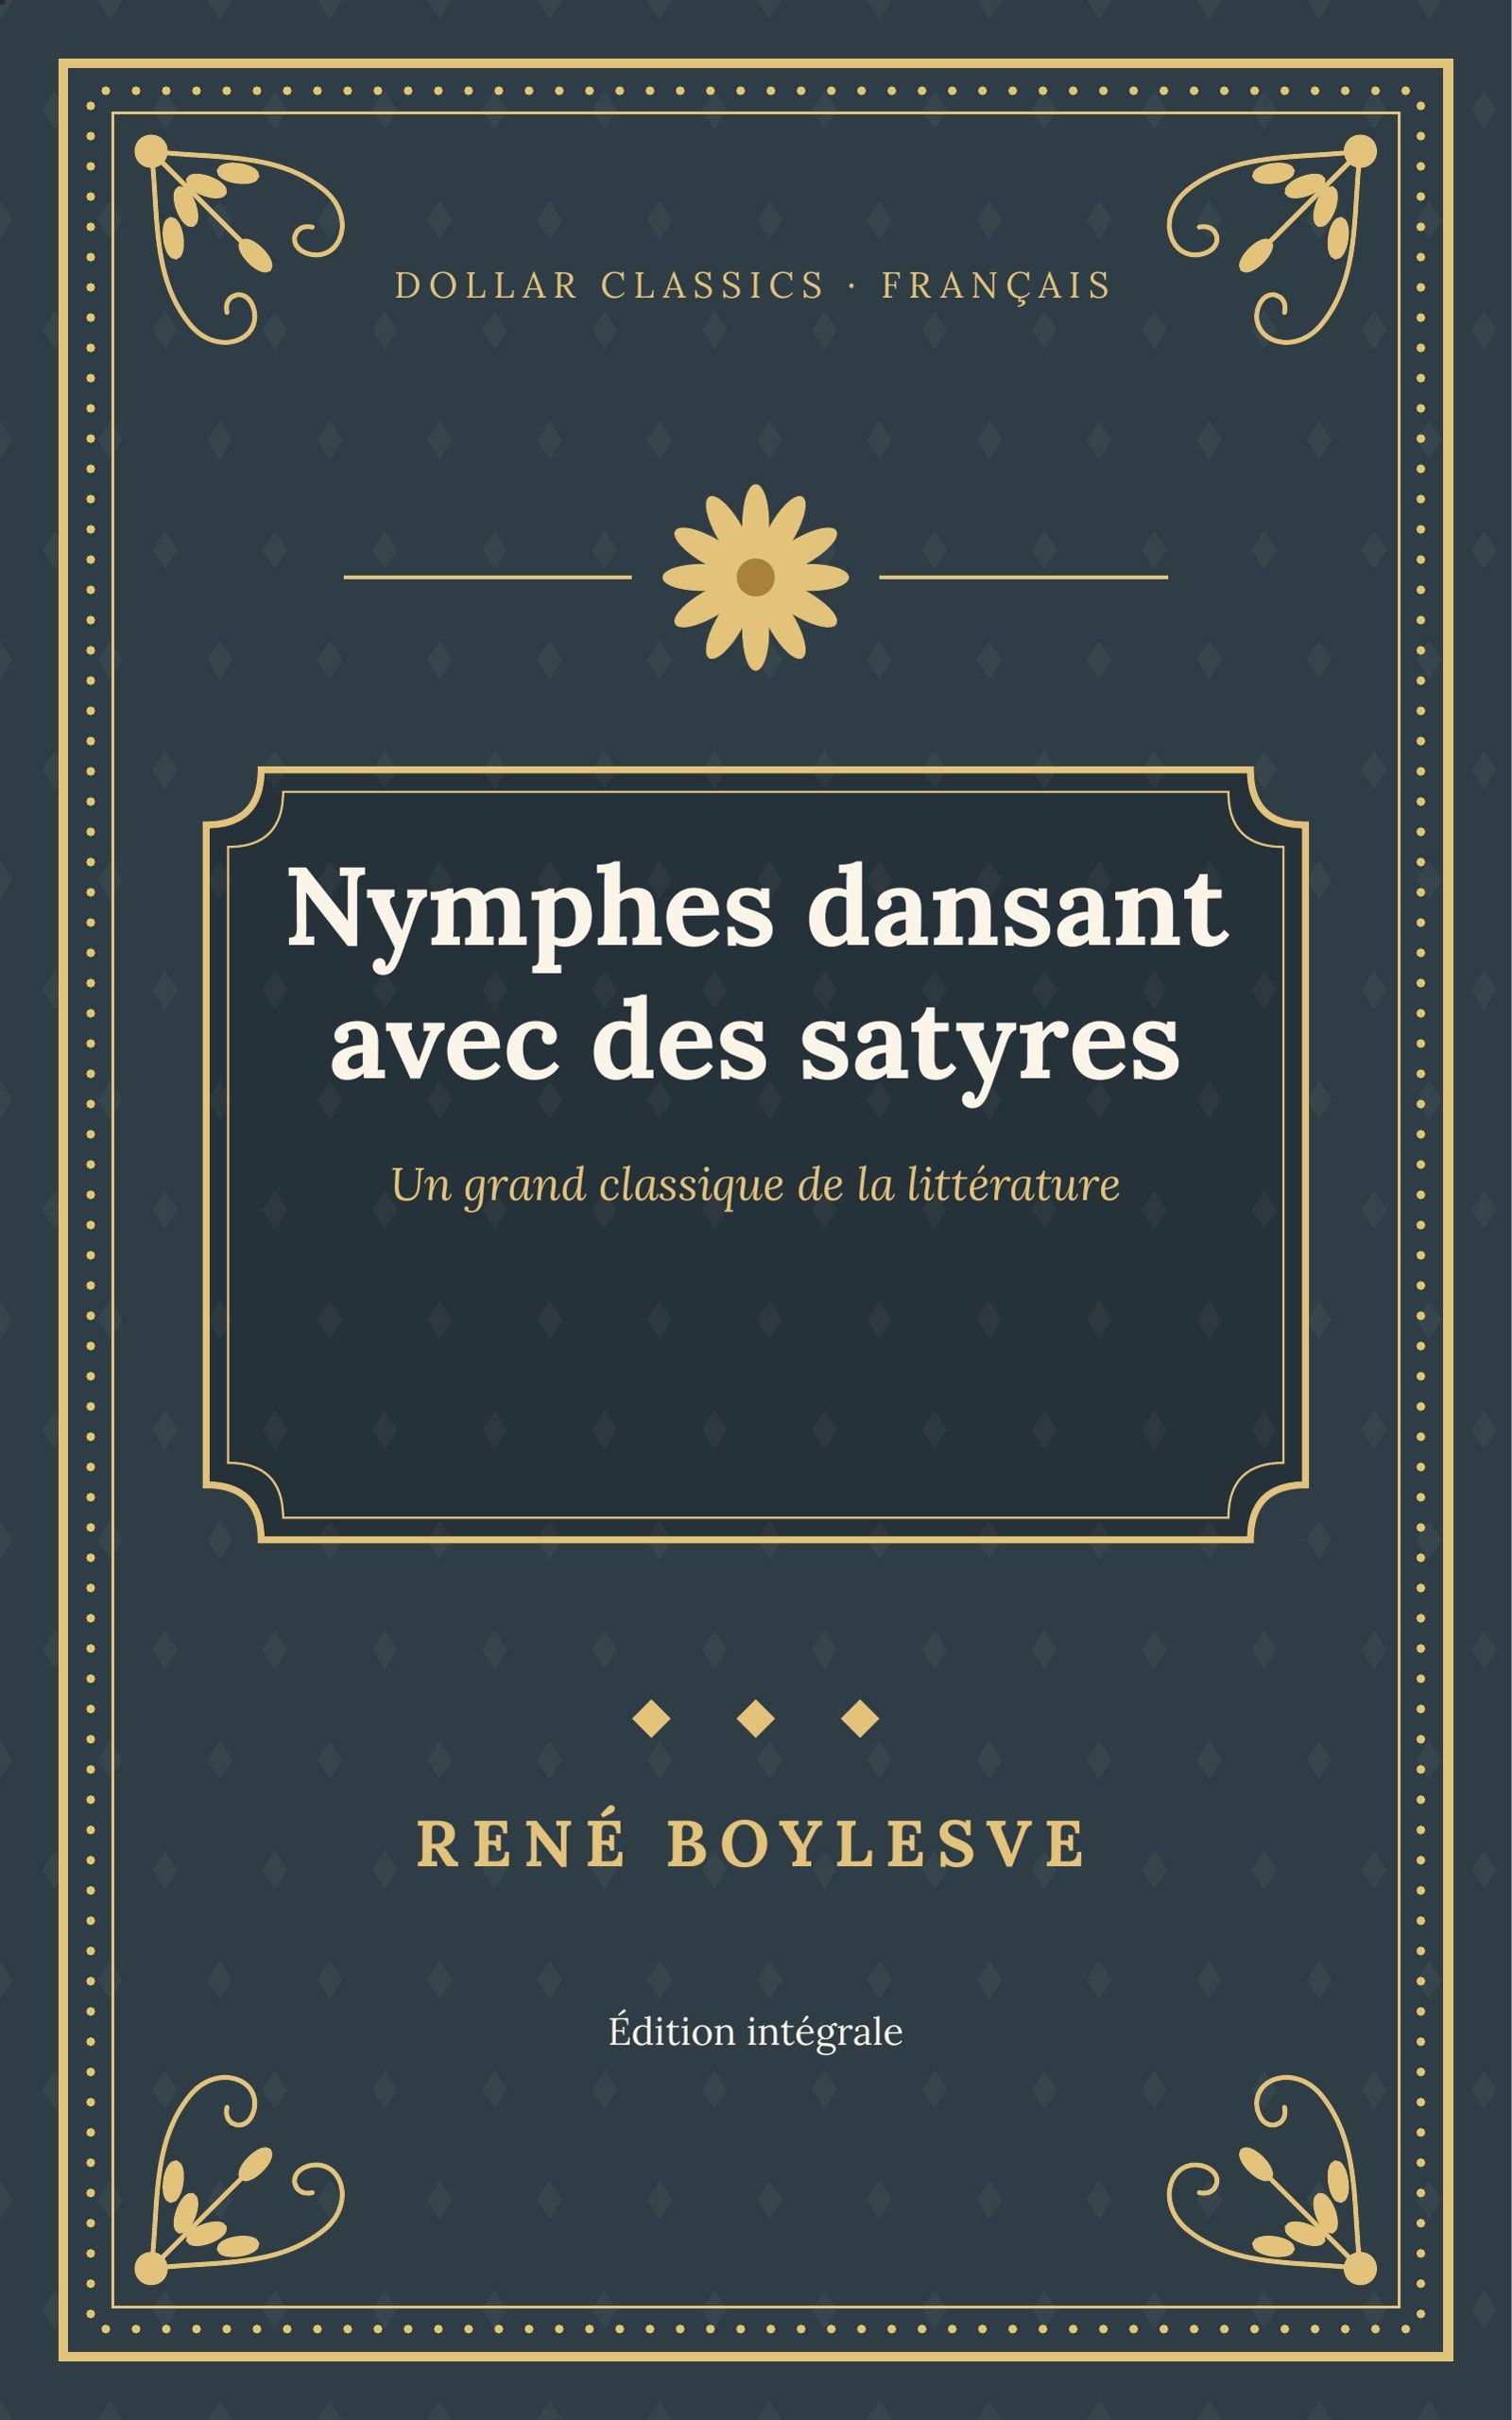 DOLLAR CLASSICS · FRANÇAIS
Nymphes dansant
avec des satyres
Un grand classique de la littérature
RENÉ BOYLESVE
Édition intégrale